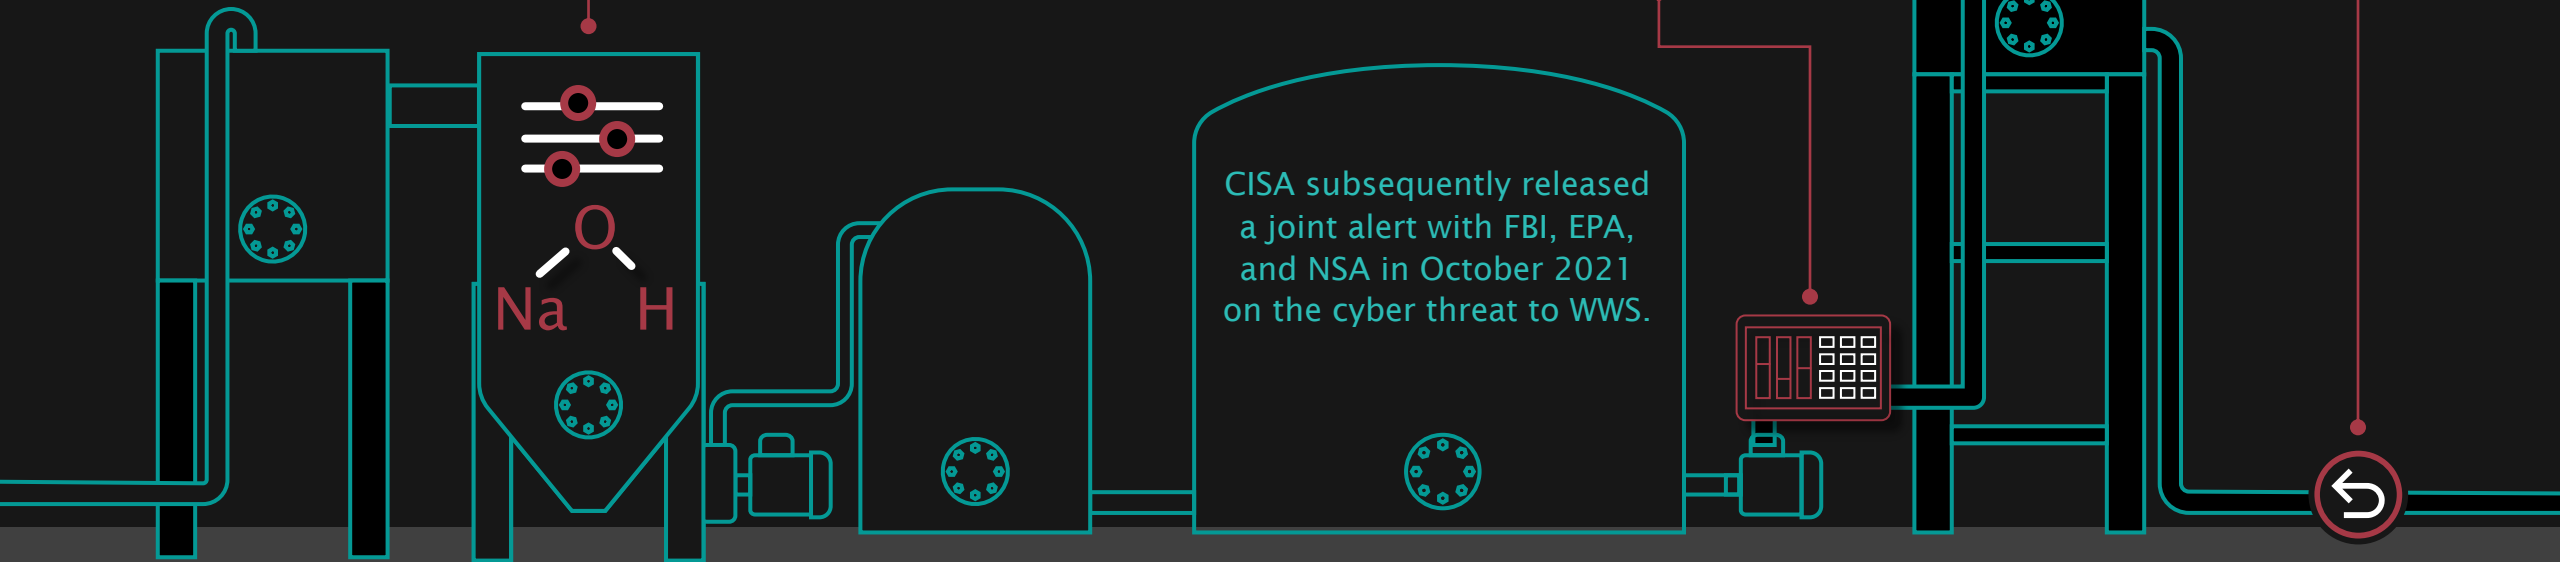 O
Na H
CISA subsequently released
a joint alert with FBI, EPA,
and NSA in October 2021
on the cyber threat to WWS.